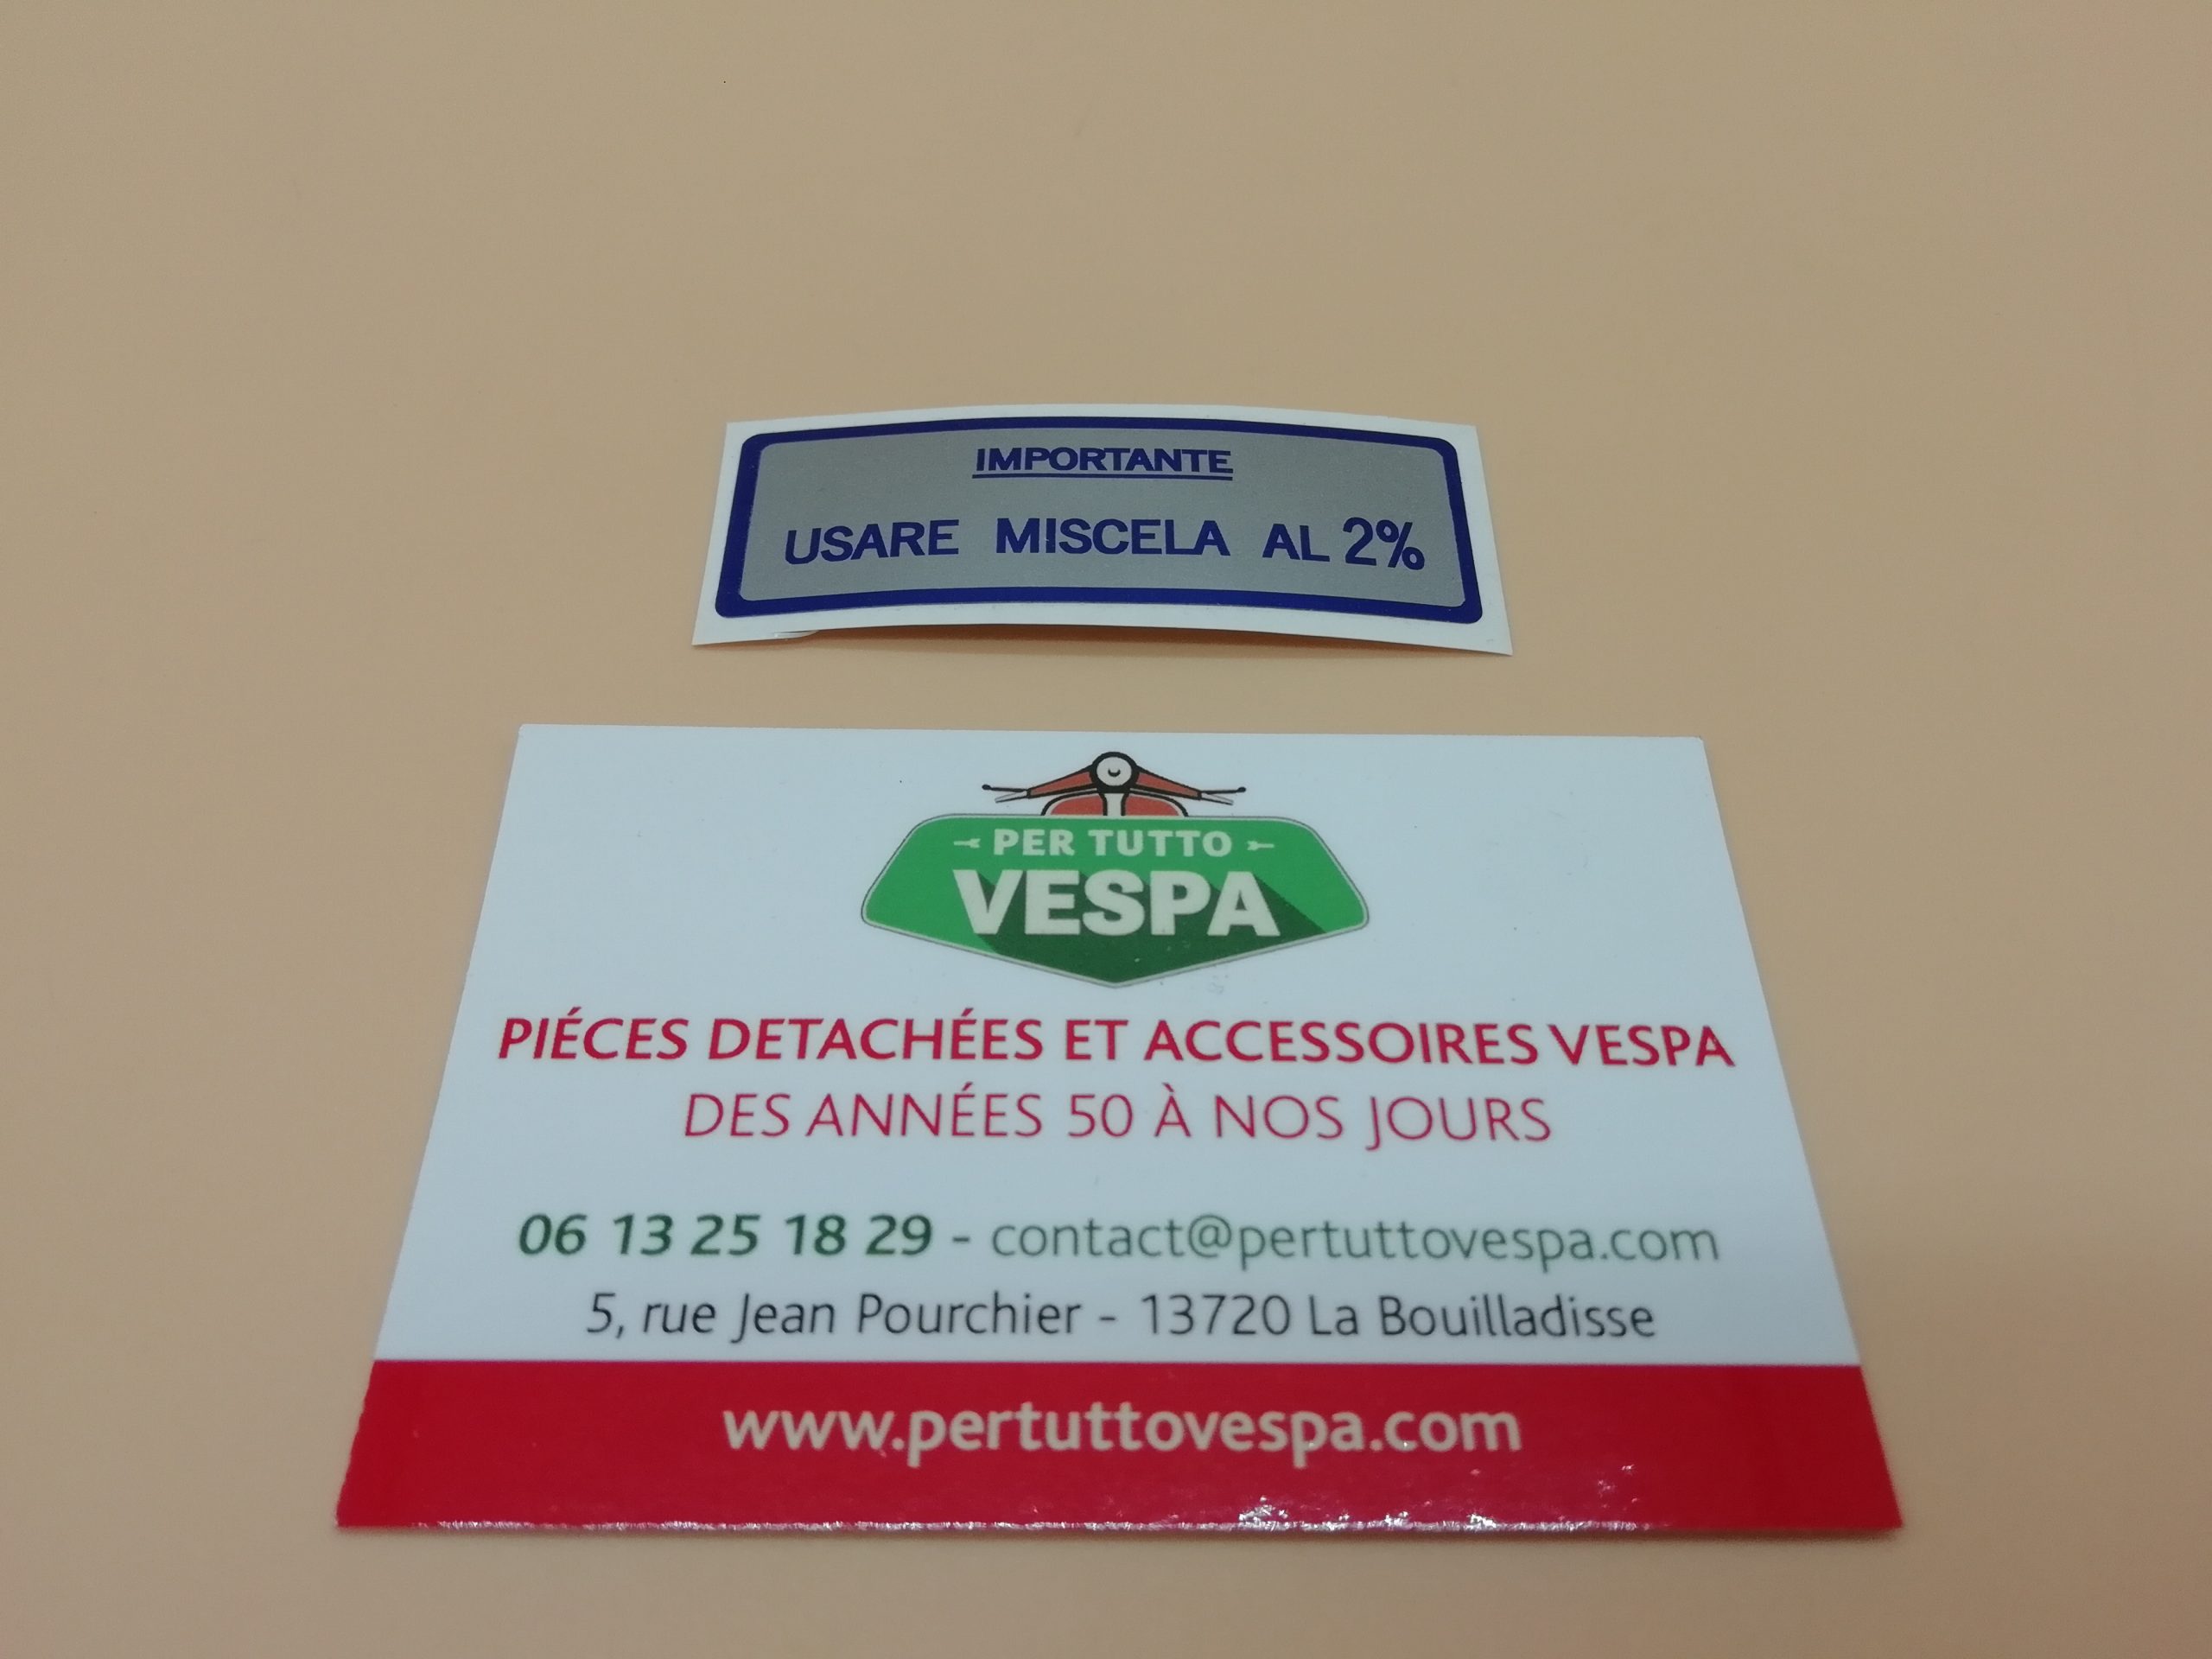 IMPORTANTE
USARE MISCELA AL 2%
PER TUTTO
VESPA
PIÉCES DETACHÉES ET ACCESSOIRES VESPA
DES ANNÉES 50 À NOS JOURS
06 13 25 18 29 - contact@pertuttovespa.com
5, rue Jean Pourchier - 13720 La Bouilladisse
www.pertuttovespa.com